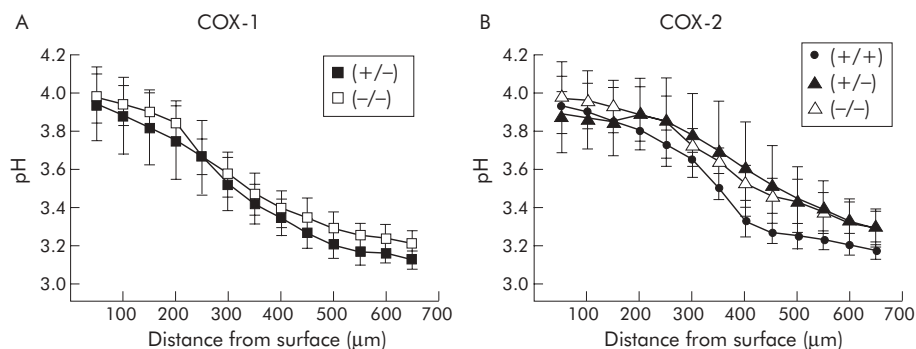 A
COX-1
4.2
4.0
3.8
3.6
3.4
3.2
3.0
pH
(+/−)
(−/−)
100 200 300 400 500 600 700
Distance from surface (μm)
B
COX-2
4.2
4.0
3.8
3.6
3.4
3.2
3.0
pH
(+/+)
(+/−)
(−/−)
100 200 300 400 500 600 700
Distance from surface (μm)